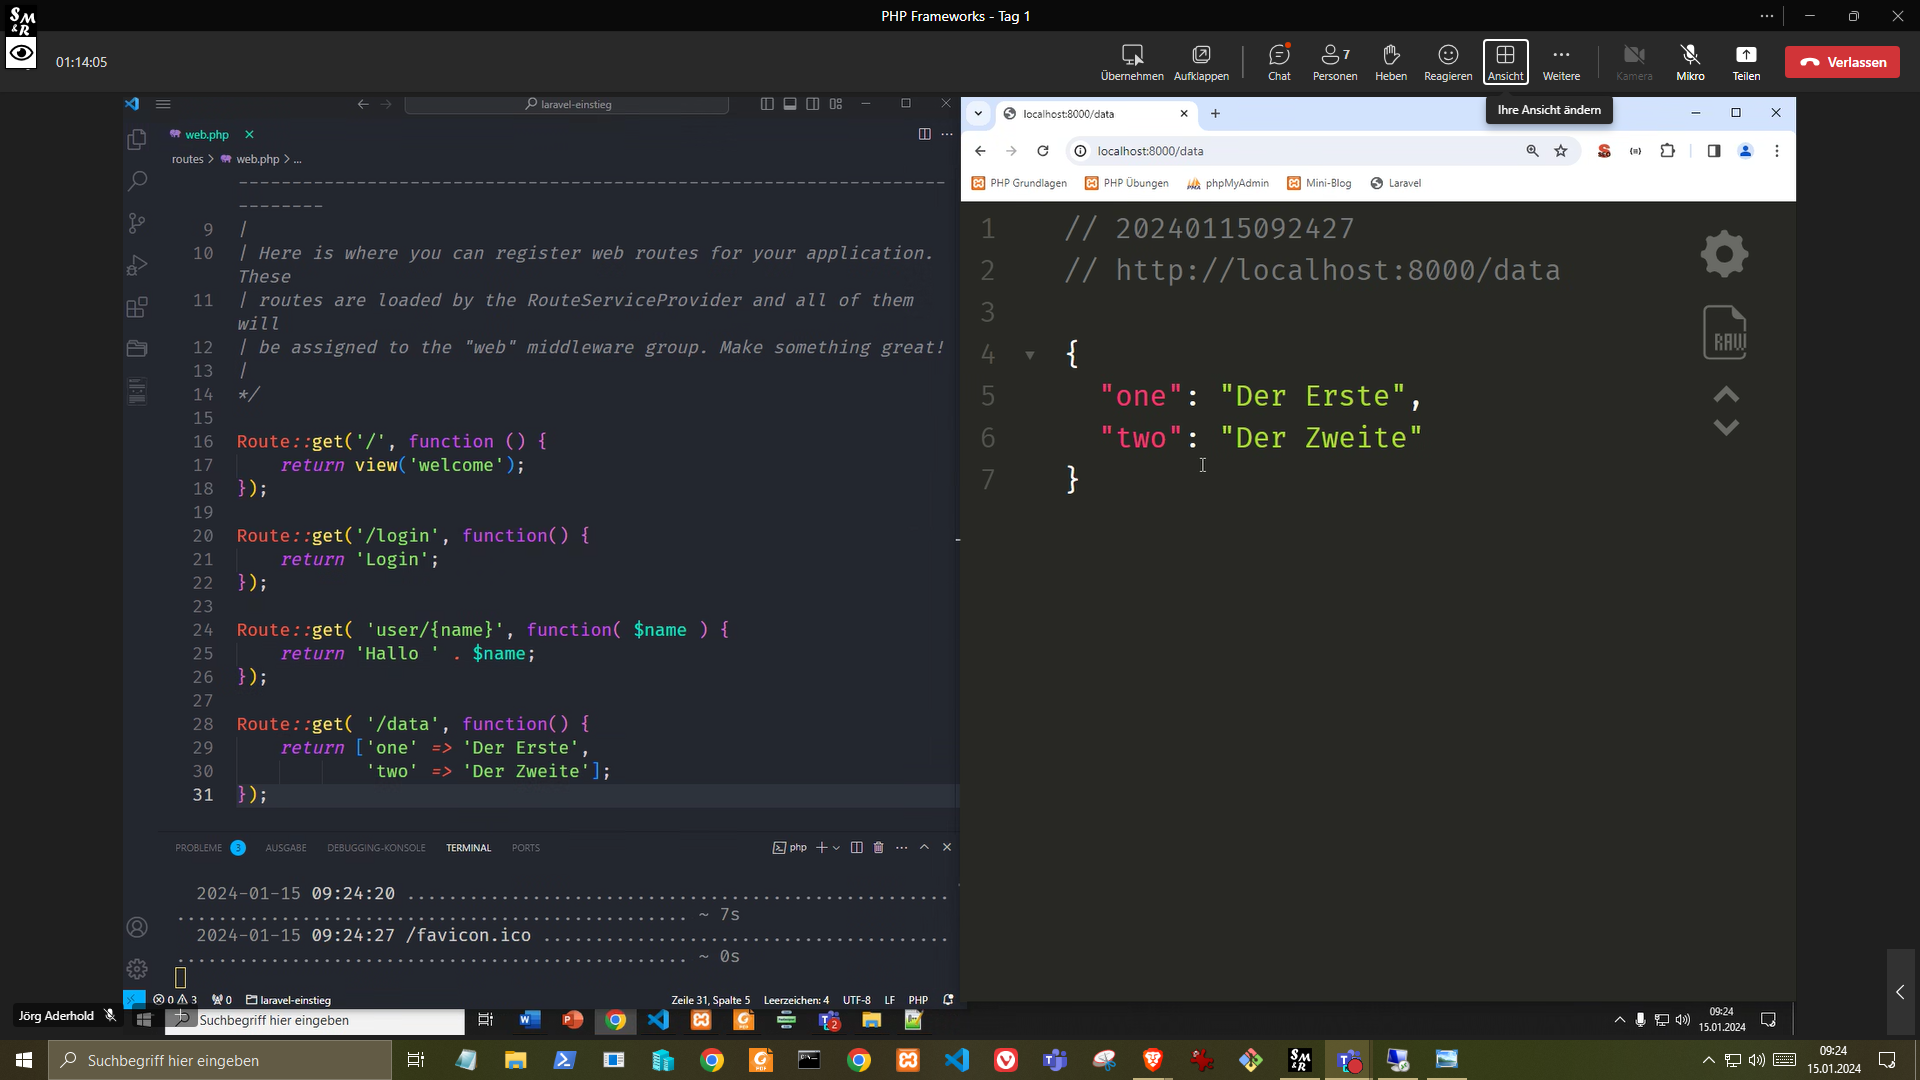 PHP Frameworks - Tag 1
SM&R
01:14:05
Übernehmen
Aufklappen
Chat
7
Personen
Heben
Reagieren
Ansicht
Weitere
Kamera
Mikro
Teilen
Verlassen
Ihre Ansicht ändern
laravel-einstieg
web.php
routes > web.php > ...
9 |
10 | Here is where you can register web routes for your application.
These
11 | routes are loaded by the RouteServiceProvider and all of them
will
12 | be assigned to the "web" middleware group. Make something great!
13 |
14 */
15
16 Route::get('/', function () {
17 return view('welcome');
18 });
19
20 Route::get('/login', function() {
21 return 'Login';
22 });
23
24 Route::get( 'user/{name}', function( $name ) {
25 return 'Hallo ' . $name;
26 });
27
28 Route::get( '/data', function() {
29 return ['one' => 'Der Erste',
30 'two' => 'Der Zweite'];
31 });
PROBLEME 3 AUSGABE DEBUGGING-KONSOLE TERMINAL PORTS
php
2024-01-15 09:24:20 ...................................................
................................................. ~ 7s
2024-01-15 09:24:27 /favicon.ico .......................................
................................................. ~ 0s
0 3 0 laravel-einstieg Zeile 31, Spalte 5 Leerzeichen: 4 UTF-8 LF PHP
localhost:8000/data
localhost:8000/data
PHP Grundlagen PHP Übungen phpMyAdmin Mini-Blog Laravel
1 // 20240115092427
2 // http://localhost:8000/data
3
4 {
5 "one": "Der Erste",
6 "two": "Der Zweite"
7 }
RAW
Jörg Aderhold
Suchbegriff hier eingeben
09:24
15.01.2024
Suchbegriff hier eingeben
SM&R
09:24
15.01.2024